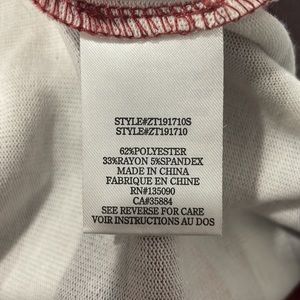 STYLE#ZT191710S
STYLE#ZT191710
62%POLYESTER
33%RAYON 5%SPANDEX
MADE IN CHINA
FABRIQUE EN CHINE
RN#135090
CA#35884
SEE REVERSE FOR CARE
VOIR INSTRUCTIONS AU DOS